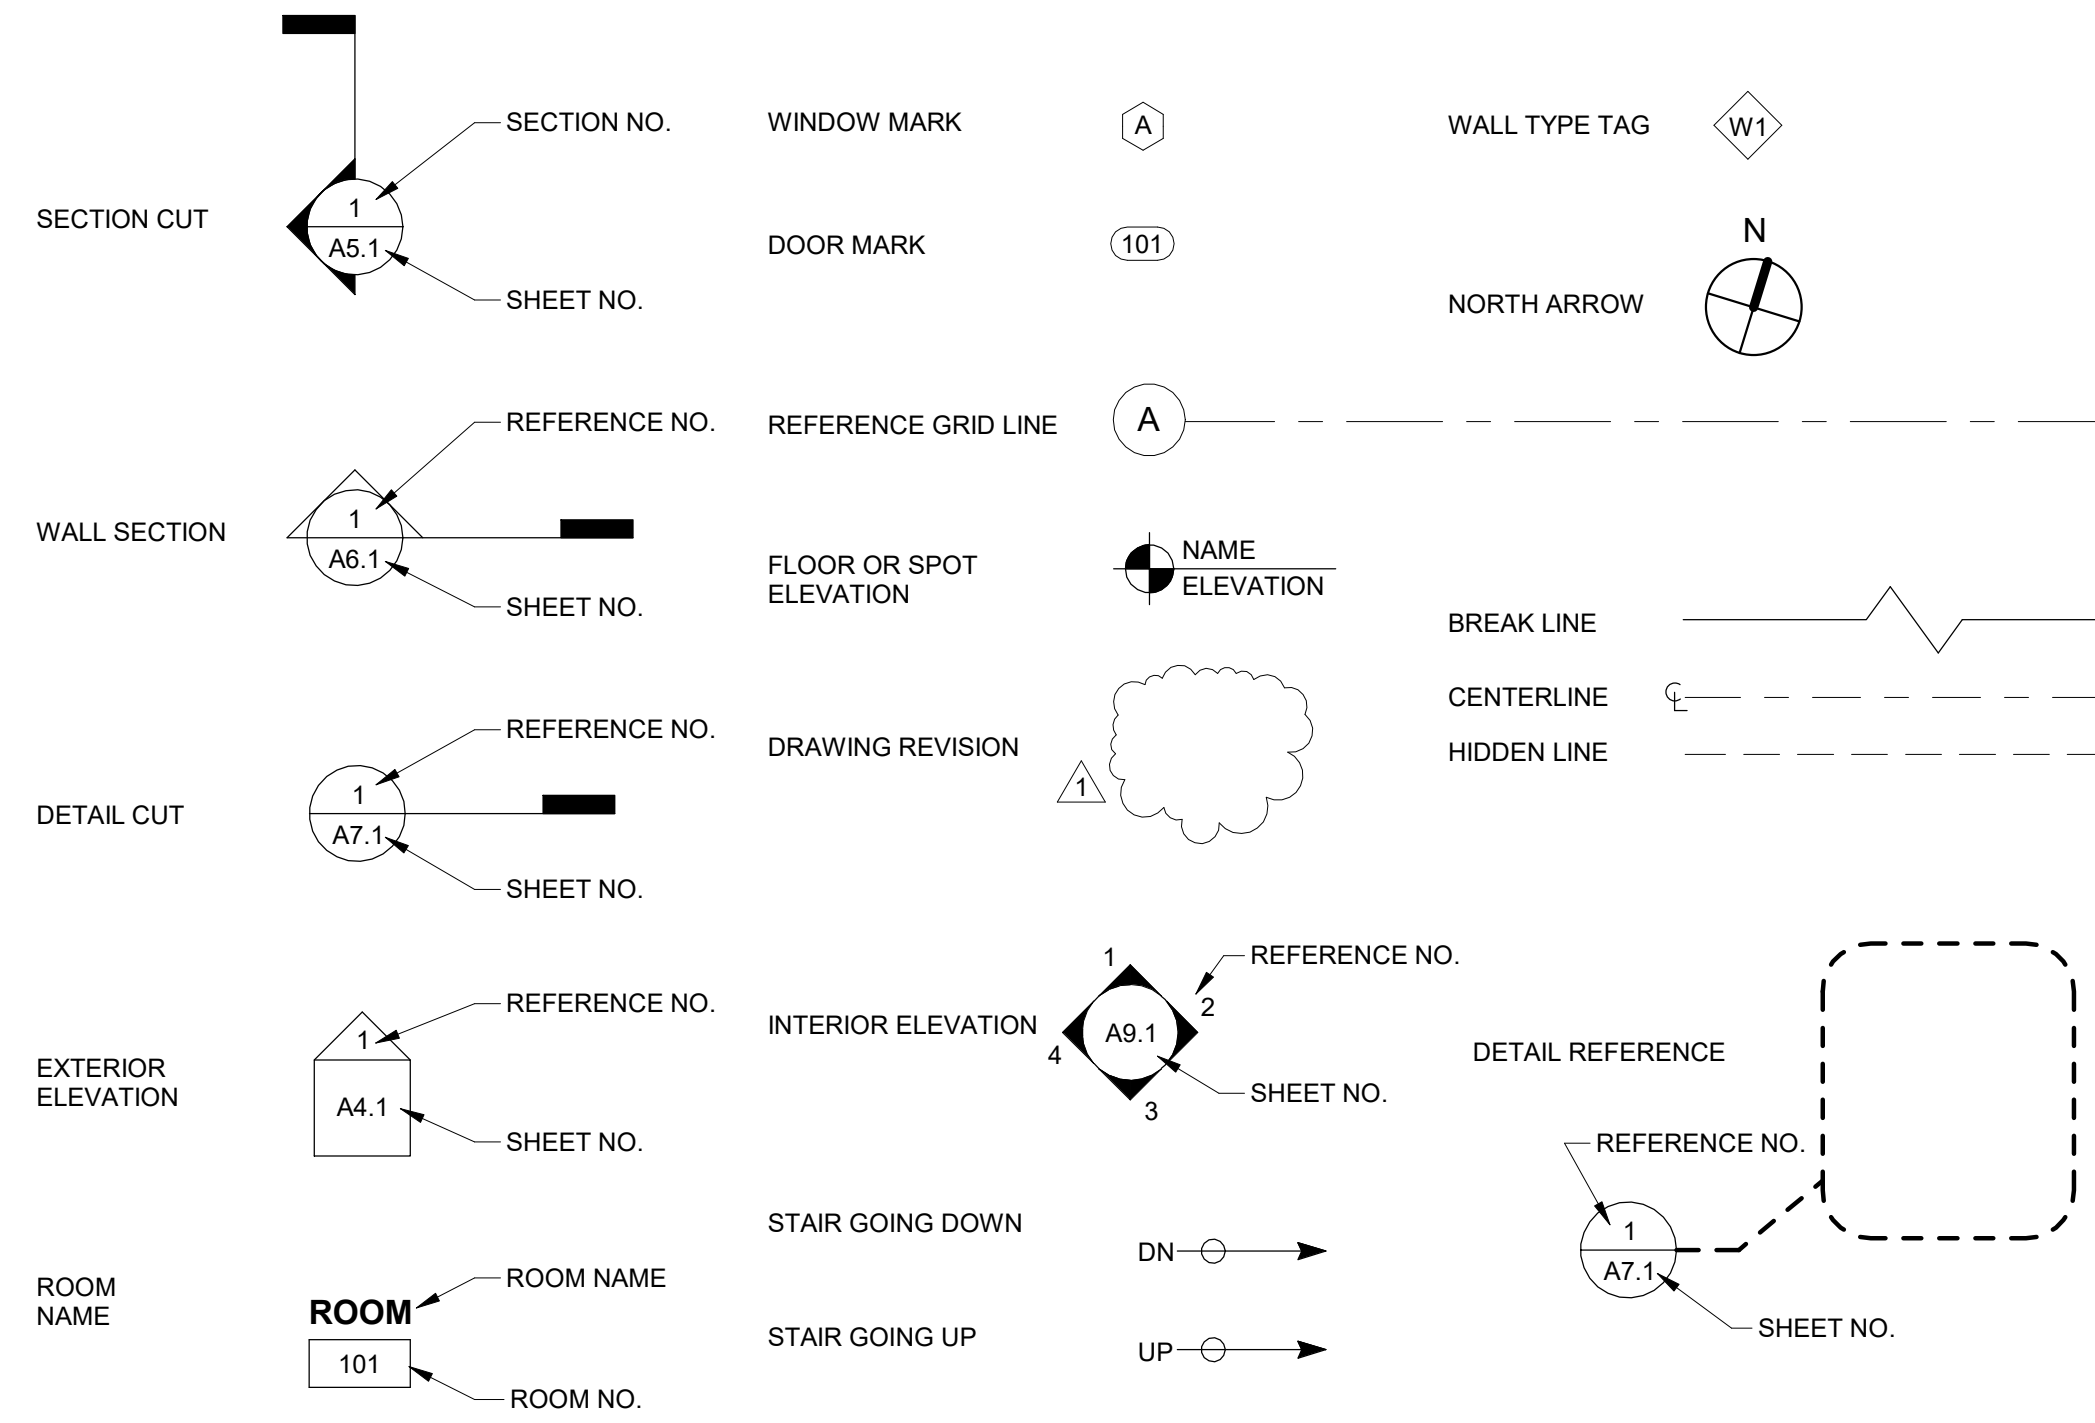 SECTION CUT
1
A5.1
SECTION NO.
SHEET NO.
WALL SECTION
1
A6.1
REFERENCE NO.
SHEET NO.
DETAIL CUT
1
A7.1
REFERENCE NO.
SHEET NO.
EXTERIOR
ELEVATION
1
A4.1
REFERENCE NO.
SHEET NO.
ROOM
NAME
ROOM
101
ROOM NAME
ROOM NO.
WINDOW MARK
A
DOOR MARK
101
REFERENCE GRID LINE
A
FLOOR OR SPOT
ELEVATION
NAME
ELEVATION
DRAWING REVISION
1
INTERIOR ELEVATION
1
2
3
4
A9.1
REFERENCE NO.
SHEET NO.
STAIR GOING DOWN
DN
STAIR GOING UP
UP
WALL TYPE TAG
W1
NORTH ARROW
N
BREAK LINE
CENTERLINE
CL
HIDDEN LINE
DETAIL REFERENCE
REFERENCE NO.
1
A7.1
SHEET NO.